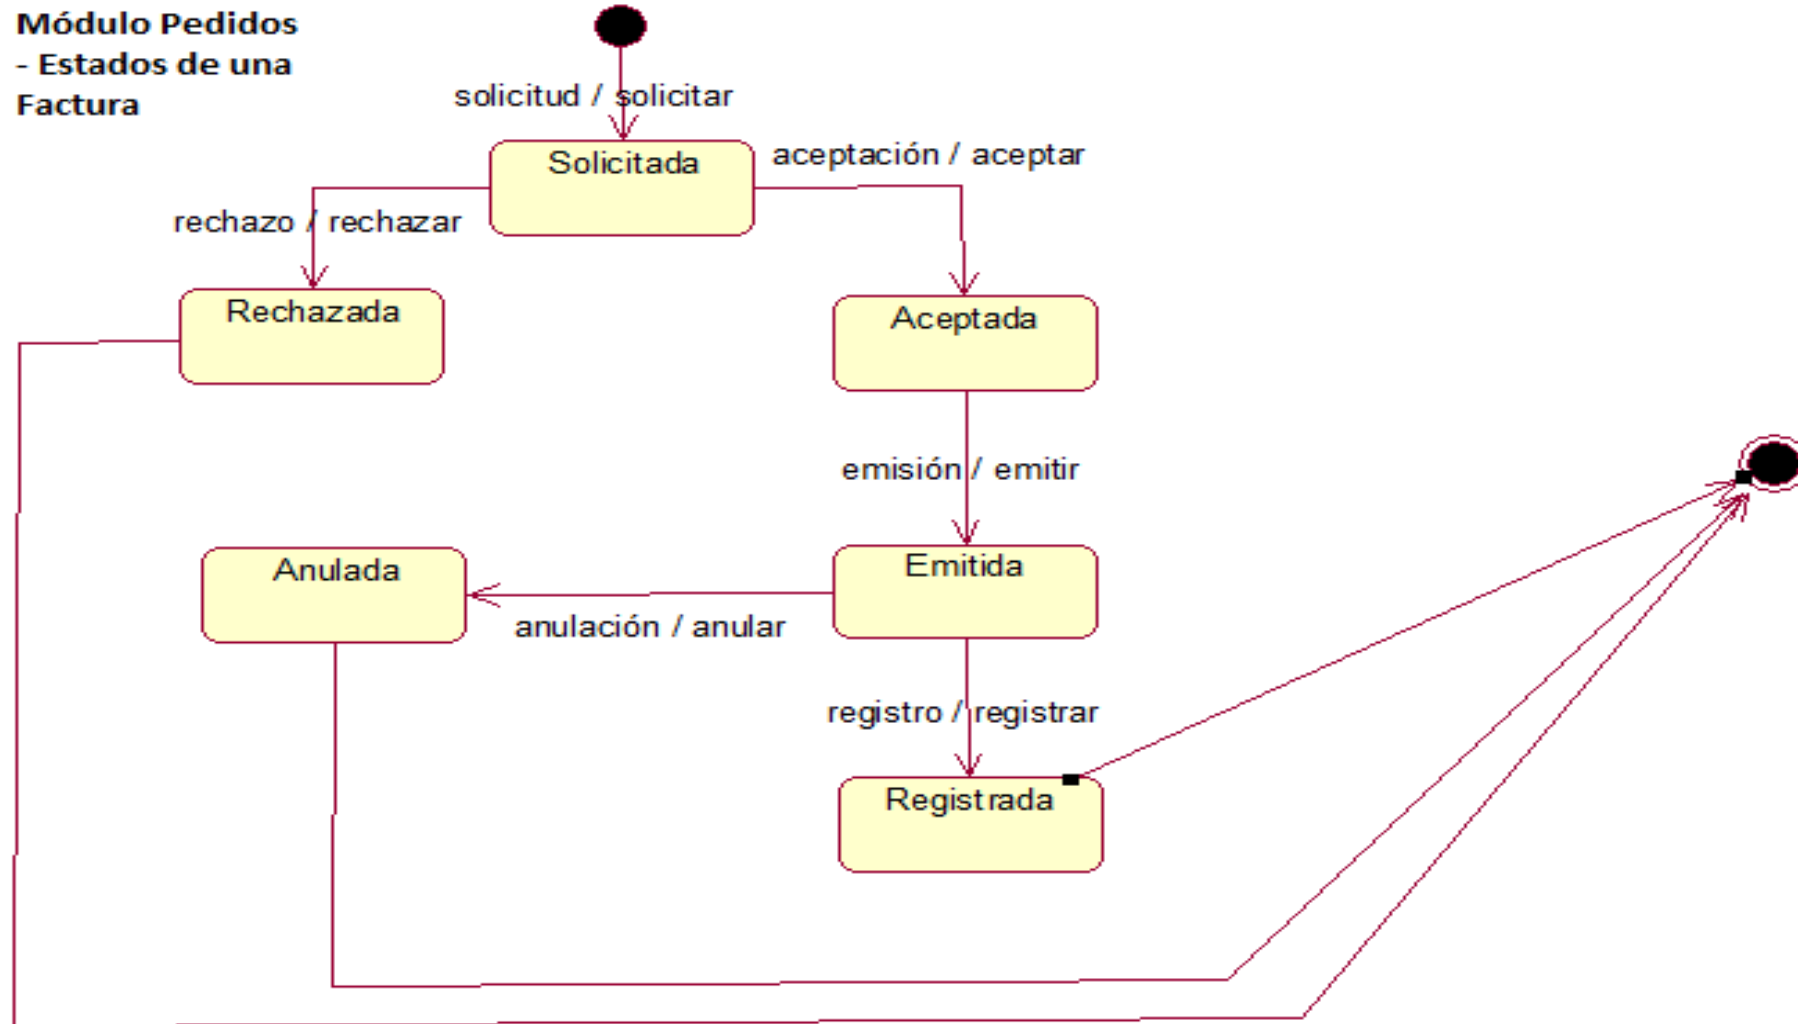 Módulo Pedidos
- Estados de una
Factura
solicitud / solicitar
Solicitada
aceptación / aceptar
rechazo / rechazar
Rechazada
Aceptada
emisión / emitir
Anulada
Emitida
anulación / anular
registro / registrar
Registrada